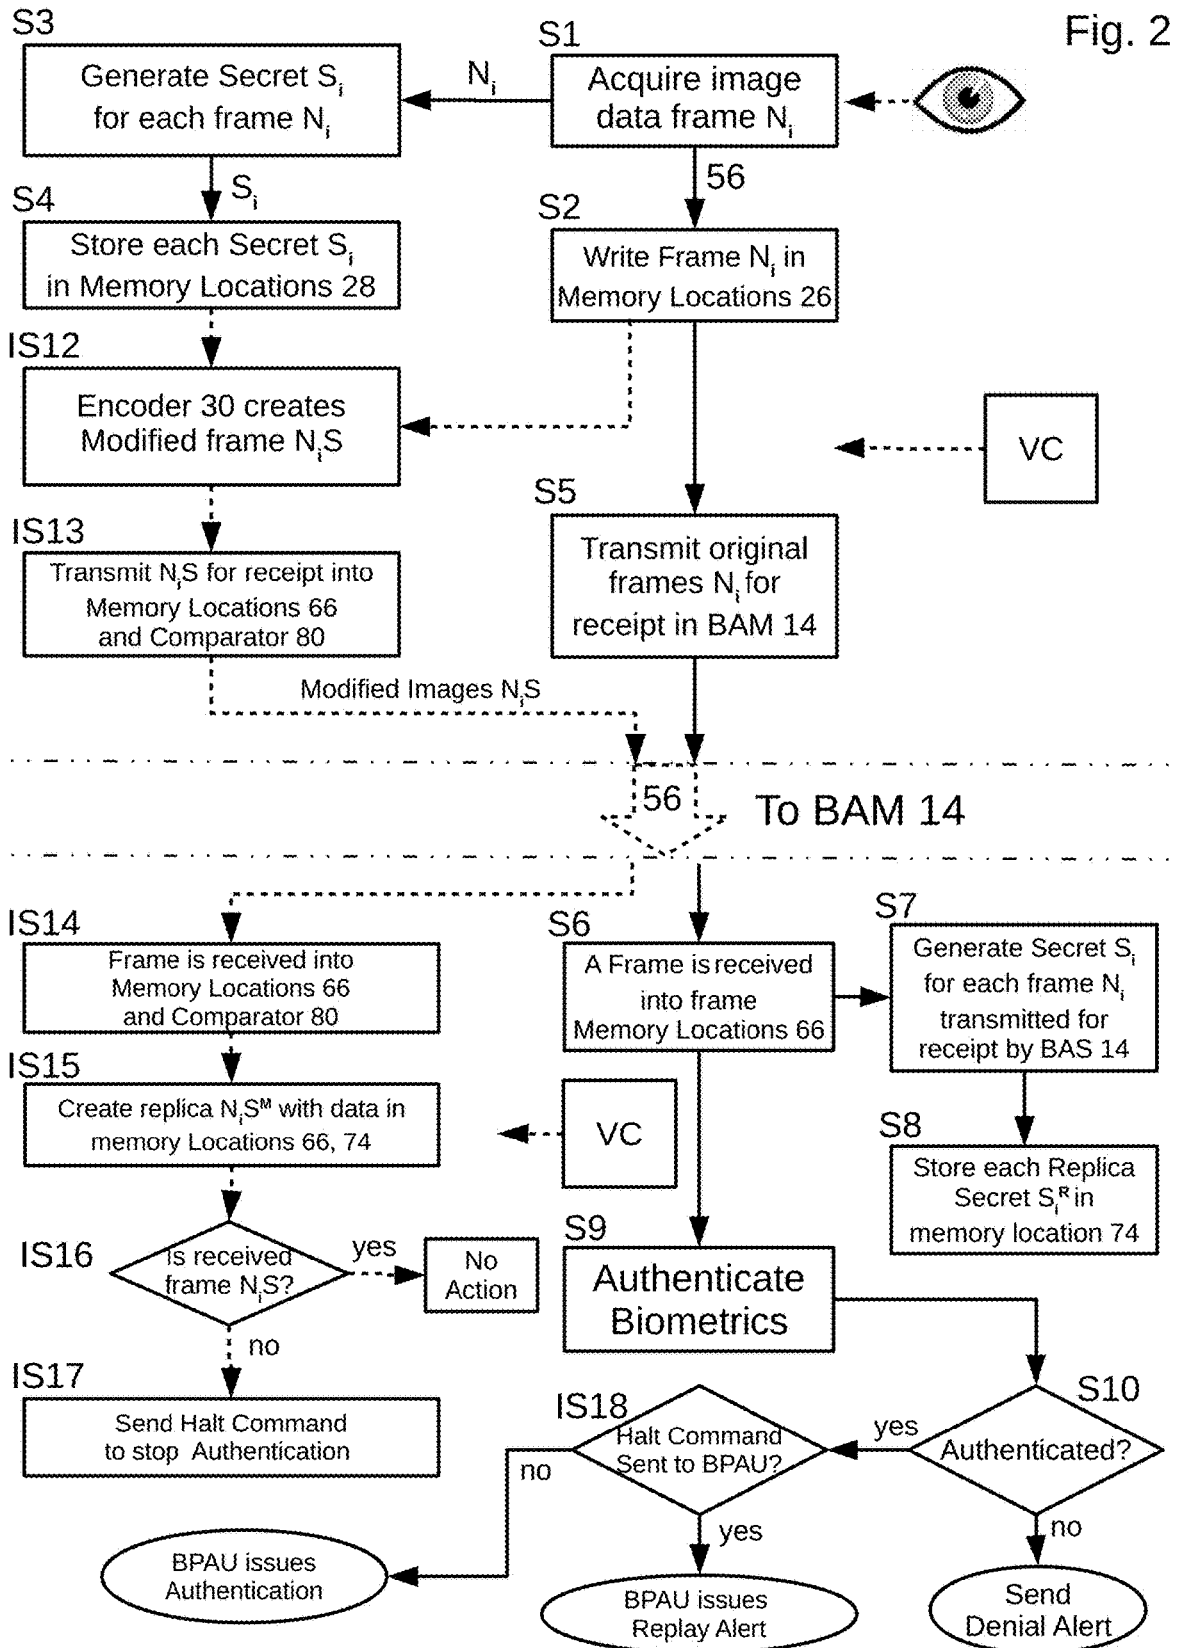 Fig. 2
S3
Generate Secret Si
for each frame Ni
Ni
S1
Acquire image
data frame Ni
56
Si
S4
Store each Secret Si
in Memory Locations 28
S2
Write Frame Ni in
Memory Locations 26
IS12
Encoder 30 creates
Modified frame NiS
VC
IS13
Transmit NiS for receipt into
Memory Locations 66
and Comparator 80
S5
Transmit original
frames Ni for
receipt in BAM 14
Modified Images NiS
56
To BAM 14
IS14
Frame is received into
Memory Locations 66
and Comparator 80
S6
A Frame is received
into frame
Memory Locations 66
S7
Generate Secret Si
for each frame Ni
transmitted for
receipt by BAS 14
IS15
Create replica NiSM with data in
memory Locations 66, 74
VC
S8
Store each Replica
Secret SiR in
memory location 74
IS16
is received
frame NiS?
yes
No
Action
no
S9
Authenticate
Biometrics
IS17
Send Halt Command
to stop Authentication
S10
Authenticated?
yes
no
IS18
Halt Command
Sent to BPAU?
no
yes
BPAU issues
Authentication
BPAU issues
Replay Alert
Send
Denial Alert